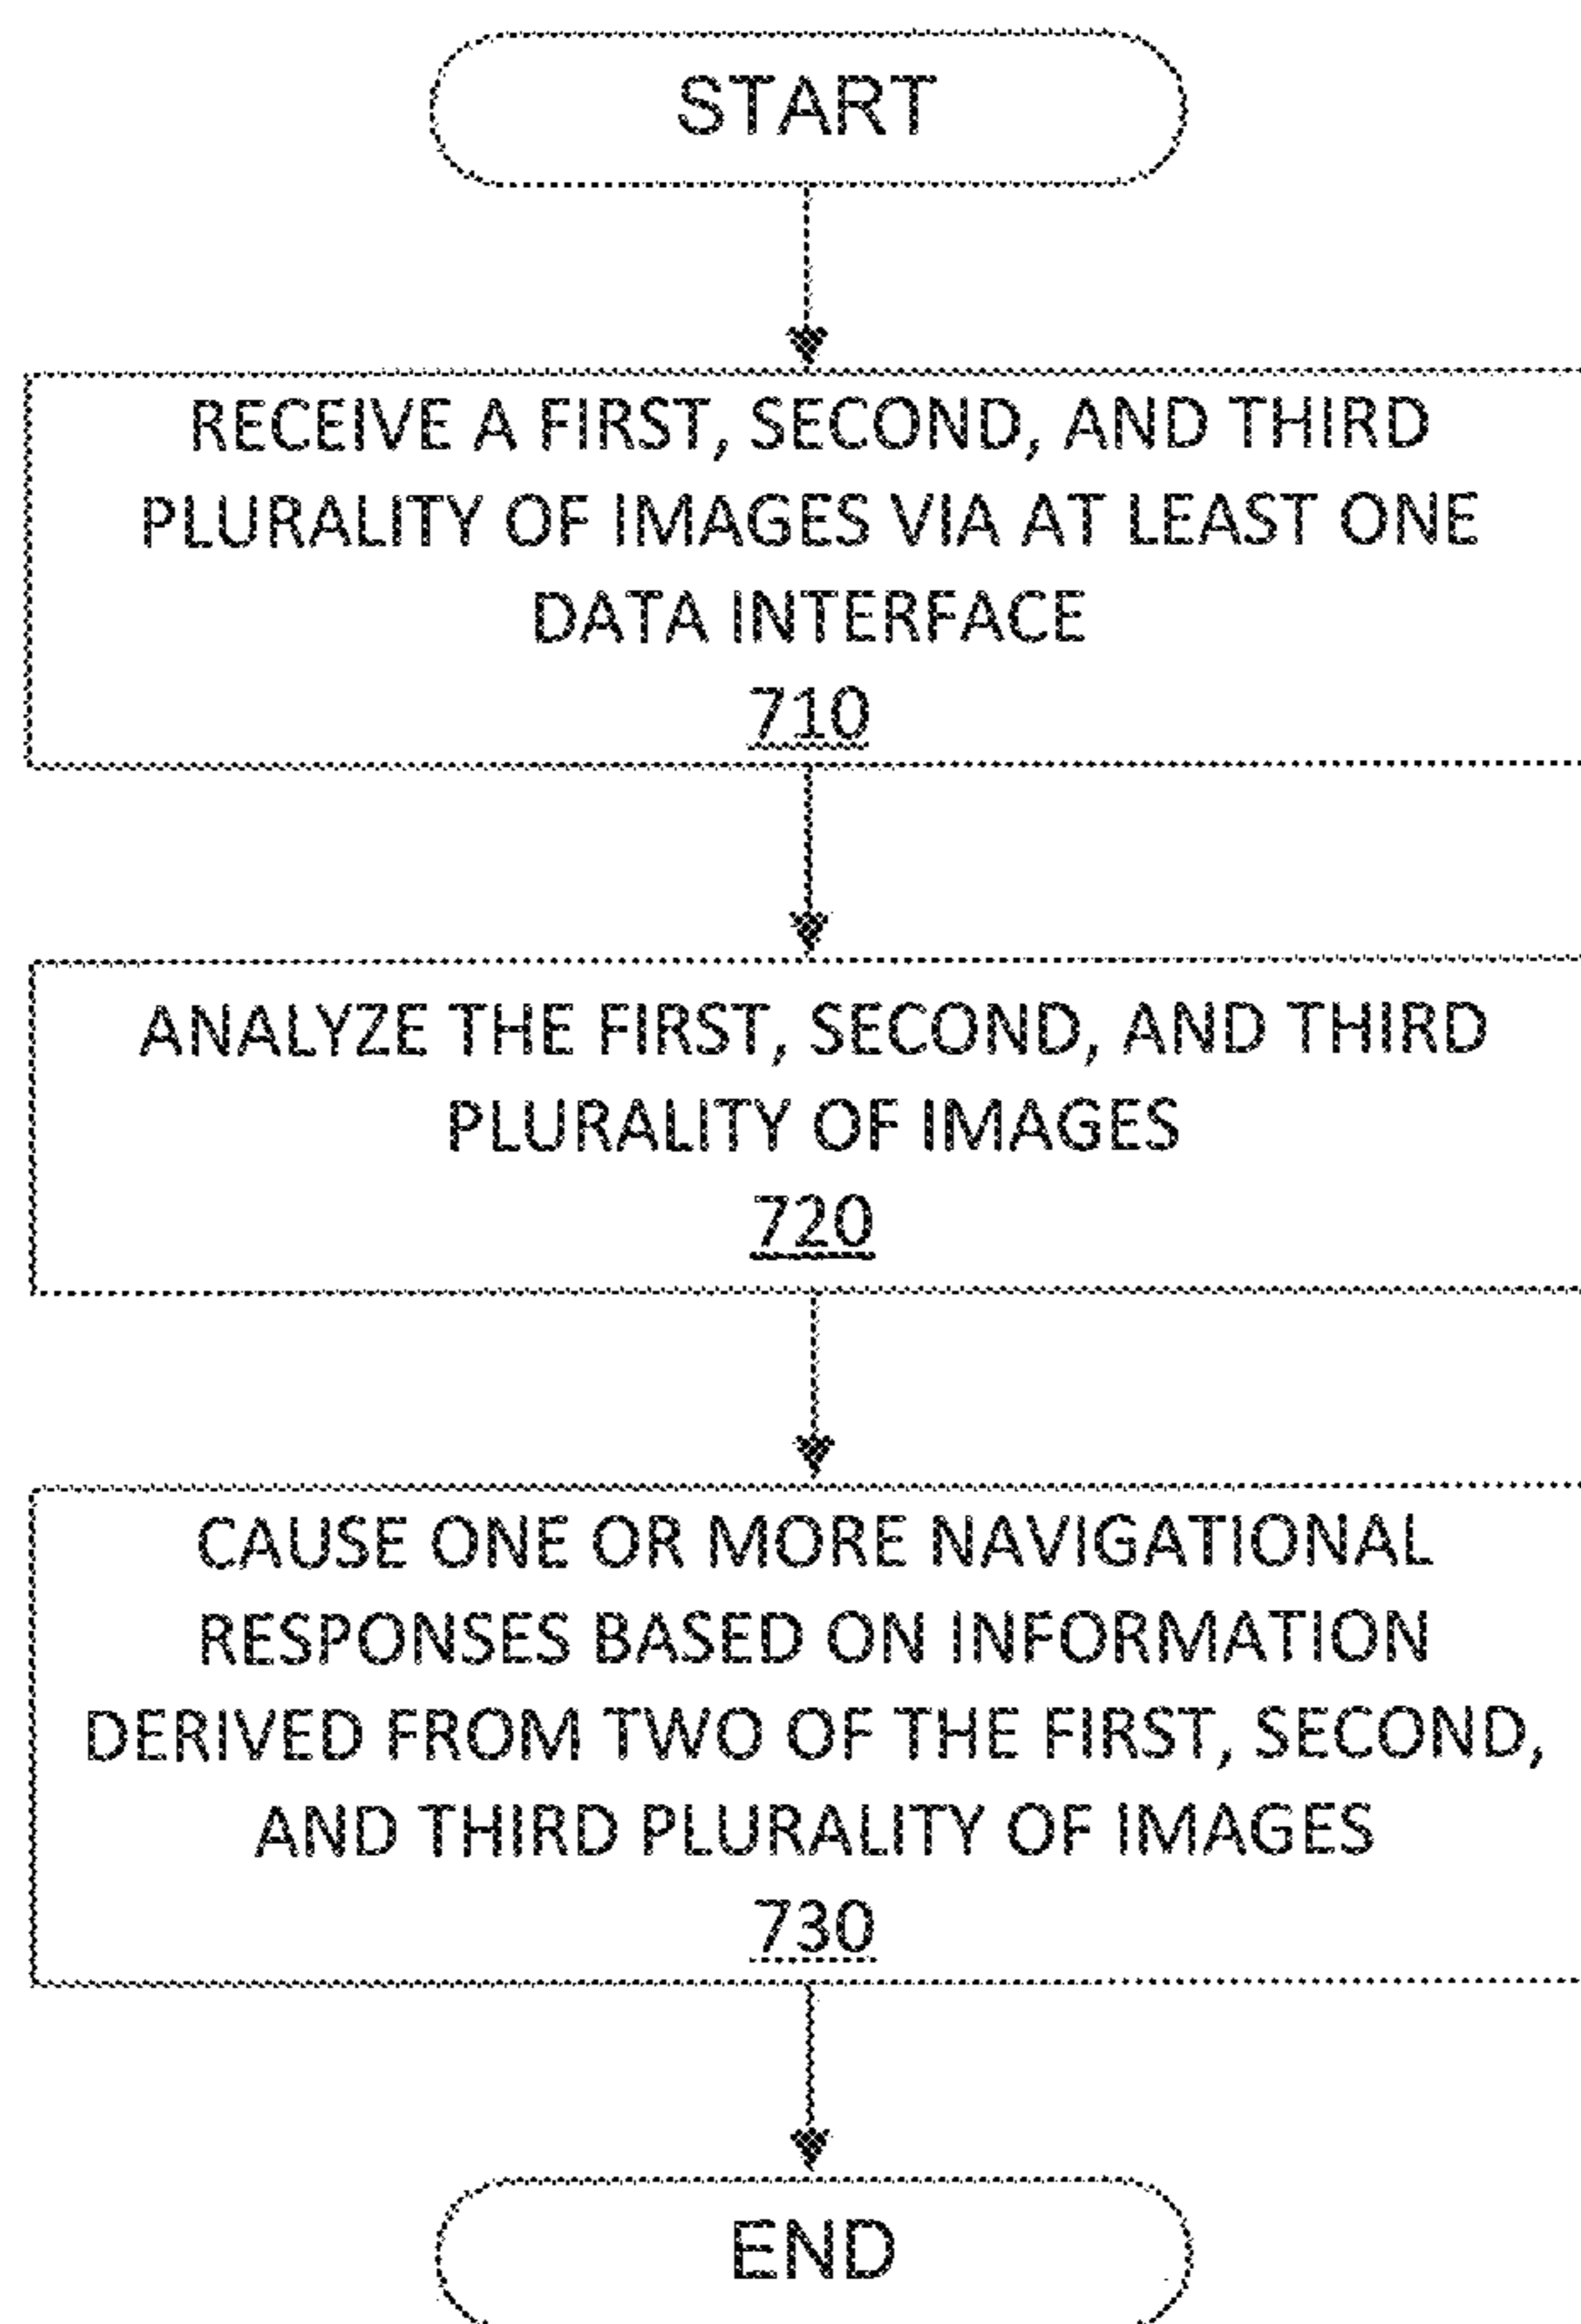 START
RECEIVE A FIRST, SECOND, AND THIRD
PLURALITY OF IMAGES VIA AT LEAST ONE
DATA INTERFACE
710
ANALYZE THE FIRST, SECOND, AND THIRD
PLURALITY OF IMAGES
720
CAUSE ONE OR MORE NAVIGATIONAL
RESPONSES BASED ON INFORMATION
DERIVED FROM TWO OF THE FIRST, SECOND,
AND THIRD PLURALITY OF IMAGES
730
END